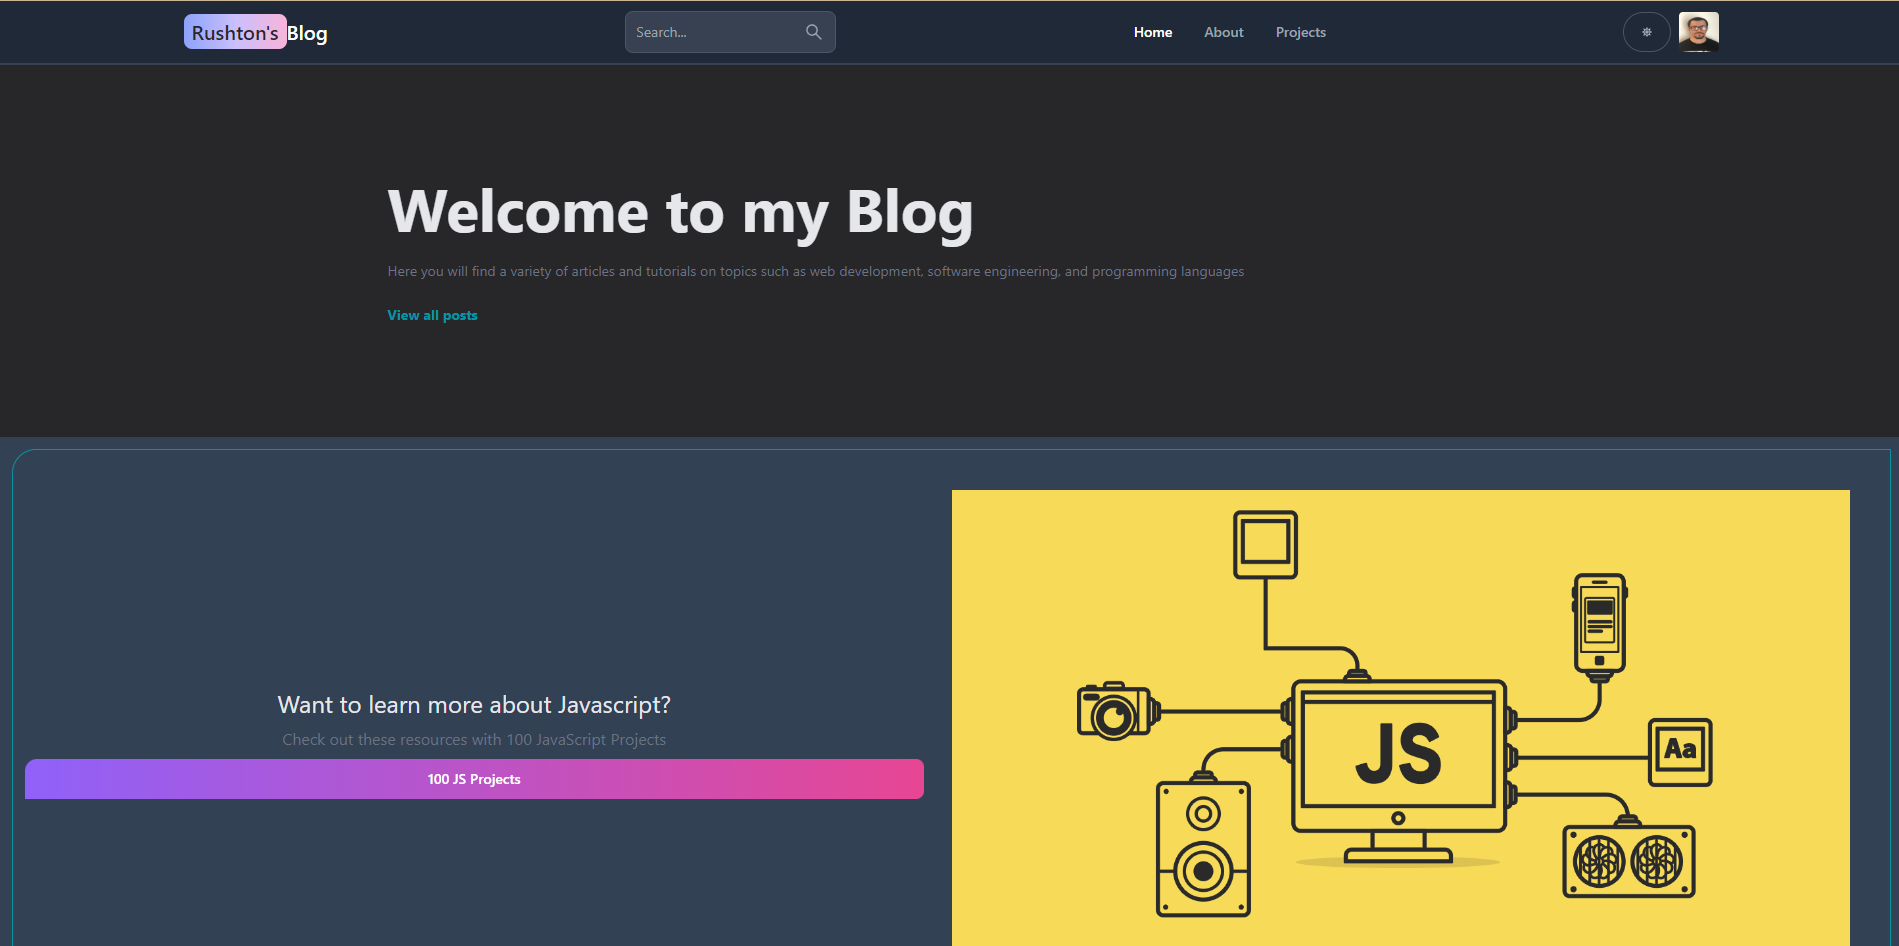 Rushton's Blog
Search...
Home
About
Projects
Welcome to my Blog
Here you will find a variety of articles and tutorials on topics such as web development, software engineering, and programming languages
View all posts
Want to learn more about Javascript?
Check out these resources with 100 JavaScript Projects
100 JS Projects
JS
Aa